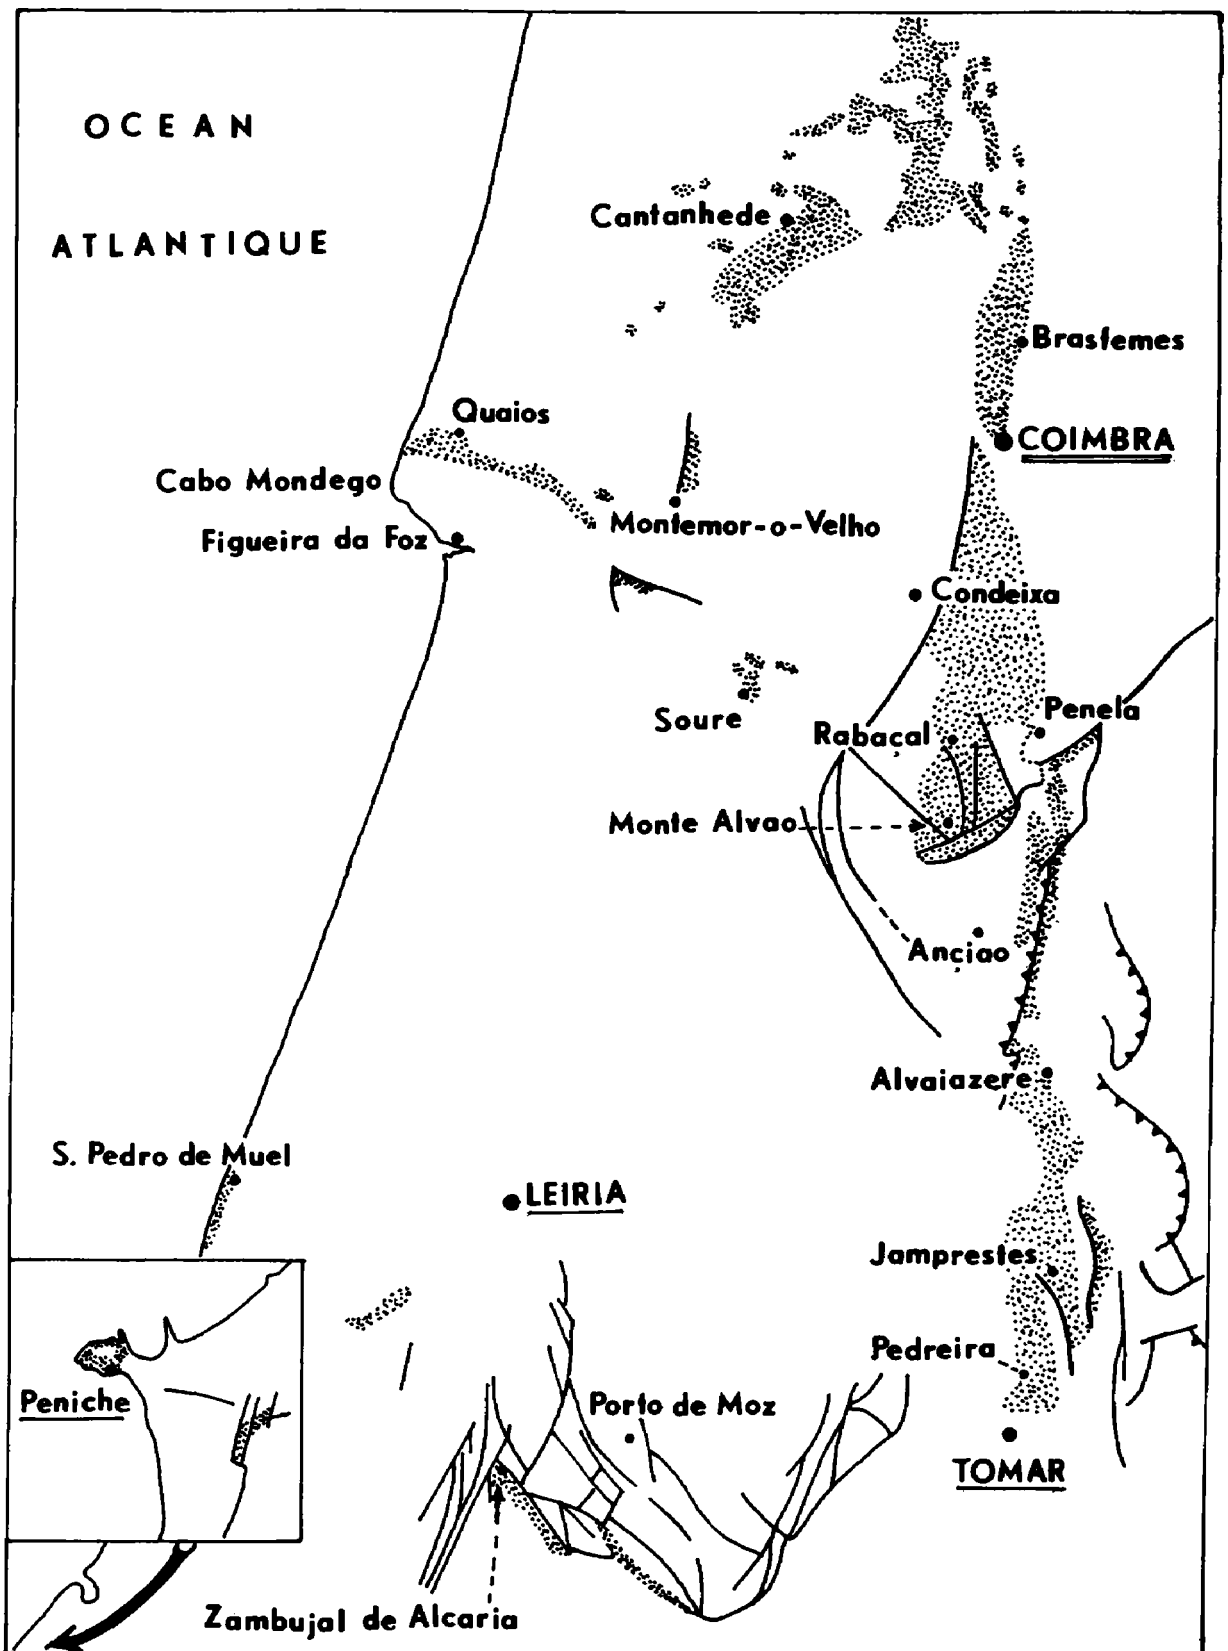 OCEAN
ATLANTIQUE
Cantanhede
Brasfemes
Quaios
COIMBRA
Cabo Mondego
Montemor-o-Velho
Figueira da Foz
Condeixa
Soure
Penela
Rabaçal
Monte Alvao
Ançiao
Alvaiazere
S. Pedro de Muel
LEIRIA
Jamprestes
Pedreira
Peniche
Porto de Moz
TOMAR
Zambujal de Alcaria